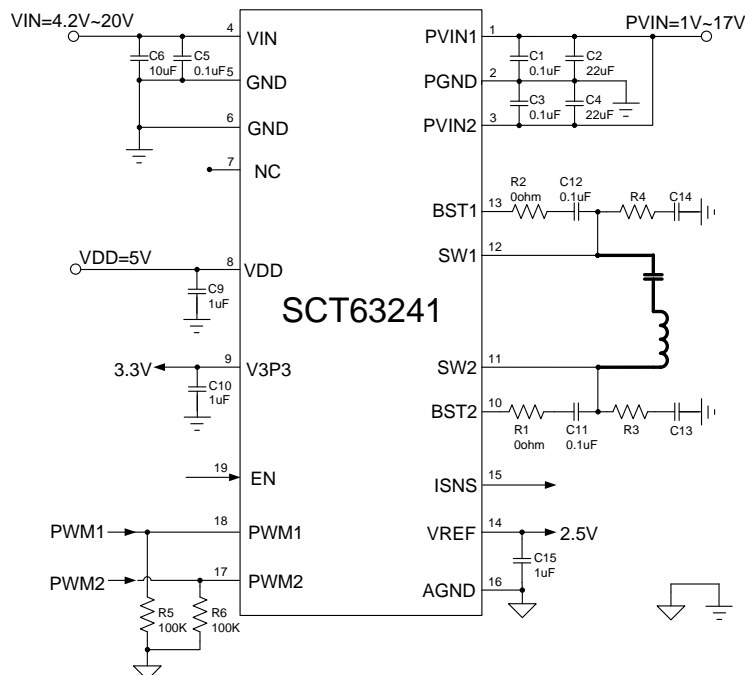 VIN=4.2V~20V
C6
10uF
C5
0.1uF
4
VIN
5
GND
6
GND
7
NC
VDD=5V
8
VDD
C9
1uF
SCT63241
3.3V
9
V3P3
C10
1uF
19
EN
PWM1
18
PWM1
PWM2
17
PWM2
R5
100K
R6
100K
PVIN=1V~17V
PVIN1
1
C1
0.1uF
C2
22uF
PGND
2
C3
0.1uF
C4
22uF
PVIN2
3
R2
0ohm
C12
0.1uF
R4
C14
BST1
13
SW1
12
SW2
11
BST2
10
R1
0ohm
C11
0.1uF
R3
C13
ISNS
15
VREF
14
2.5V
C15
1uF
AGND
16